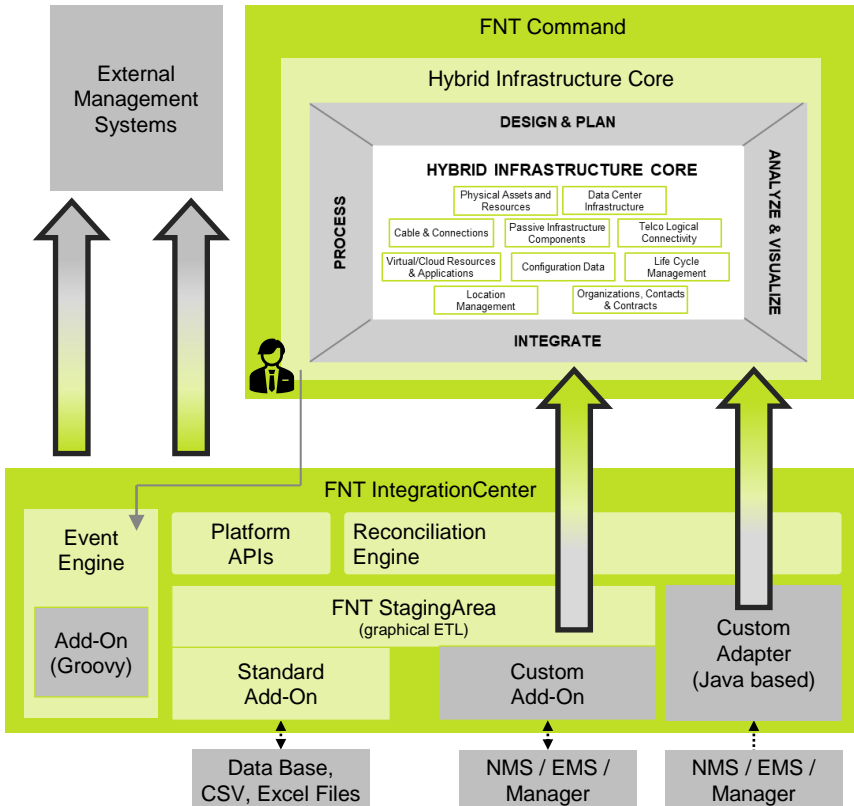 External
Management
Systems
FNT Command
Hybrid Infrastructure Core
DESIGN & PLAN
PROCESS
ANALYZE & VISUALIZE
HYBRID INFRASTRUCTURE CORE
Physical Assets and
Resources
Data Center
Infrastructure
Cable & Connections
Passive Infrastructure
Components
Telco Logical
Connectivity
Virtual/Cloud Resources
& Applications
Configuration Data
Life Cycle
Management
Location
Management
Organizations, Contacts
& Contracts
INTEGRATE
FNT IntegrationCenter
Event
Engine
Add-On
(Groovy)
Platform
APIs
Reconciliation
Engine
FNT StagingArea
(graphical ETL)
Standard
Add-On
Custom
Add-On
Custom
Adapter
(Java based)
Data Base,
CSV, Excel Files
NMS / EMS /
Manager
NMS / EMS /
Manager